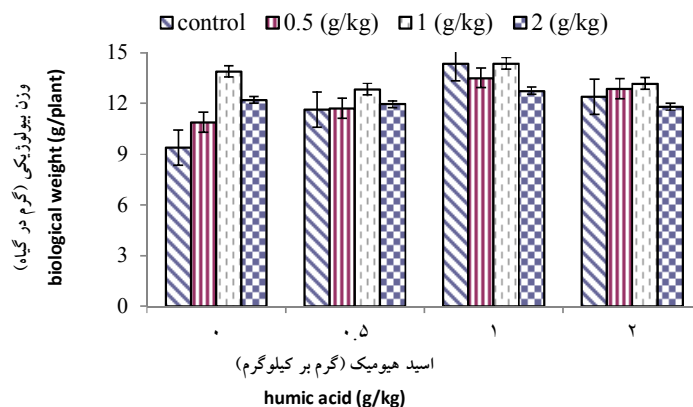 control 0.5 (g/kg) 1 (g/kg) 2 (g/kg)
وزن بیولوژیکی (گرم در گیاه)
biological weight (g/plant)
15
12
9
6
3
0
۰ ۰.۵ ۱ ۲
اسید هیومیک (گرم بر کیلوگرم)
humic acid (g/kg)